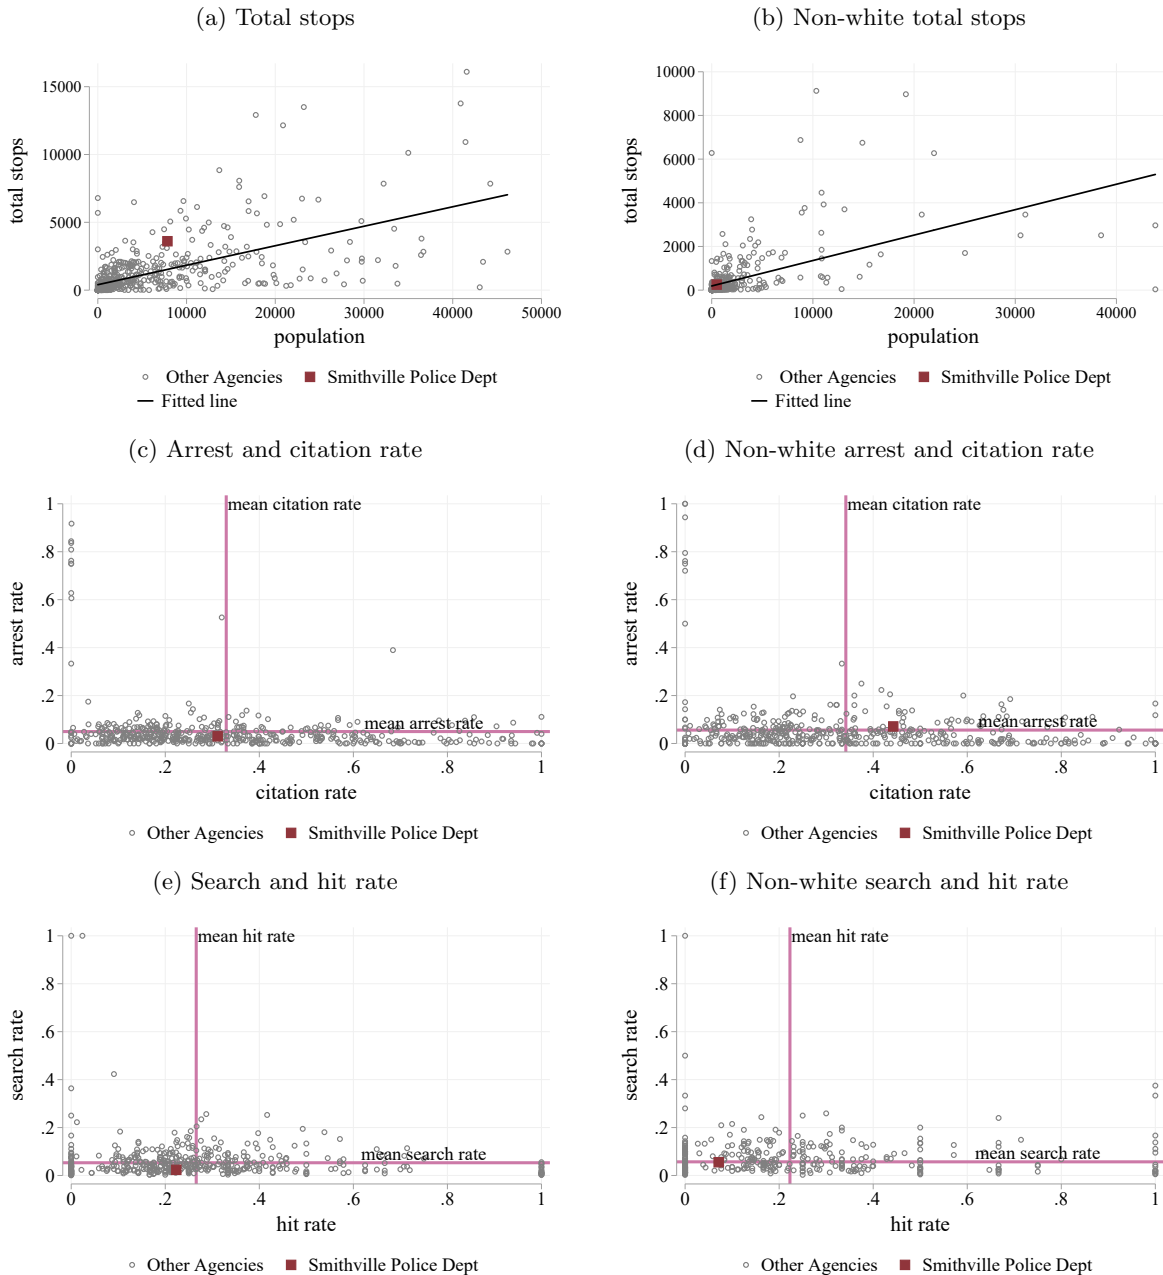 (a) Total stops
(b) Non-white total stops
total stops
15000
10000
5000
0
0 10000 20000 30000 40000 50000
population
○ Other Agencies ■ Smithville Police Dept
— Fitted line
total stops
10000
8000
6000
4000
2000
0
0 10000 20000 30000 40000
population
○ Other Agencies ■ Smithville Police Dept
— Fitted line
(c) Arrest and citation rate
(d) Non-white arrest and citation rate
arrest rate
1
.8
.6
.4
.2
0
mean citation rate
mean arrest rate
0 .2 .4 .6 .8 1
citation rate
○ Other Agencies ■ Smithville Police Dept
arrest rate
1
.8
.6
.4
.2
0
mean citation rate
mean arrest rate
0 .2 .4 .6 .8 1
citation rate
○ Other Agencies ■ Smithville Police Dept
(e) Search and hit rate
(f) Non-white search and hit rate
search rate
1
.8
.6
.4
.2
0
mean hit rate
mean search rate
0 .2 .4 .6 .8 1
hit rate
○ Other Agencies ■ Smithville Police Dept
search rate
1
.8
.6
.4
.2
0
mean hit rate
mean search rate
0 .2 .4 .6 .8 1
hit rate
○ Other Agencies ■ Smithville Police Dept